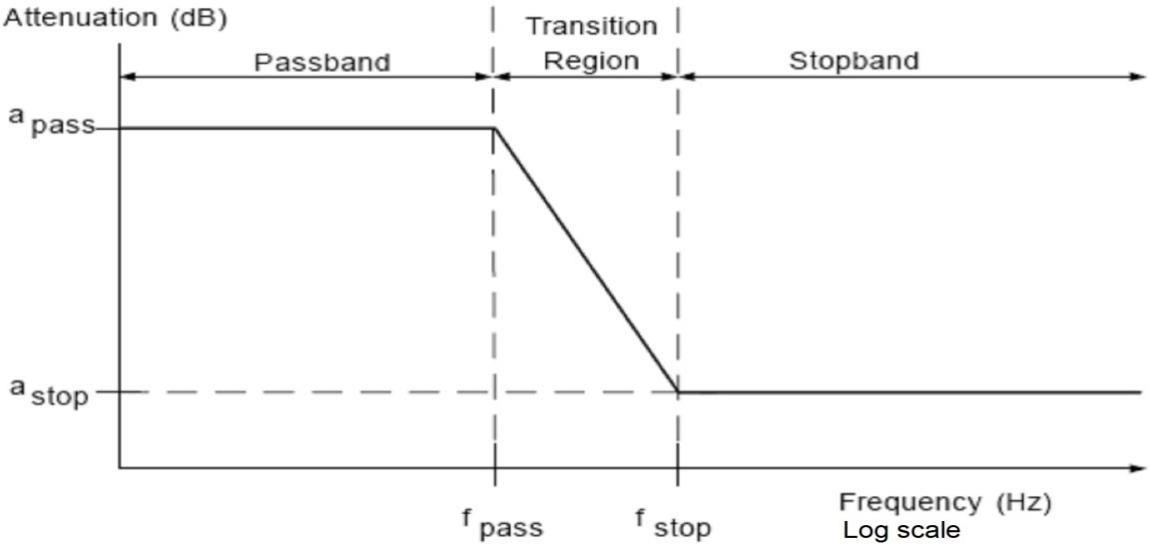 Attenuation (dB)
Transition
Region
Passband
Stopband
a pass
a stop
f pass
f stop
Frequency (Hz)
Log scale